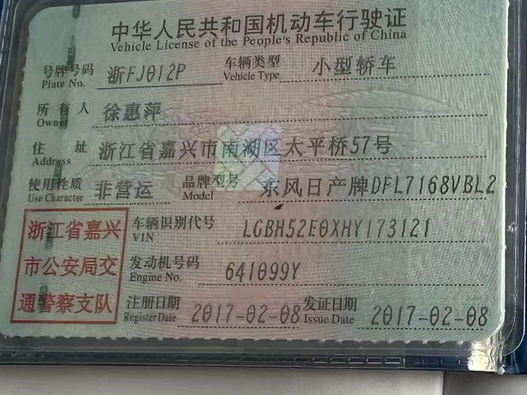 中华人民共和国机动车行驶证
Vehicle License of the People's Republic of China
号牌号码 Plate No. 浙FJ012P 车辆类型 Vehicle Type 小型轿车
所有人 Owner 徐惠萍
住址 Address 浙江省嘉兴市南湖区太平桥57号
使用性质 Use Character 非营运 品牌型号 Model 东风日产牌DFL7168VBL2
浙江省嘉兴
市公安局交
通警察支队
车辆识别代号 VIN LGBH52E0XHY173121
发动机号码 Engine No. 641099Y
注册日期 Register Date 2017-02-08 发证日期 Issue Date 2017-02-08